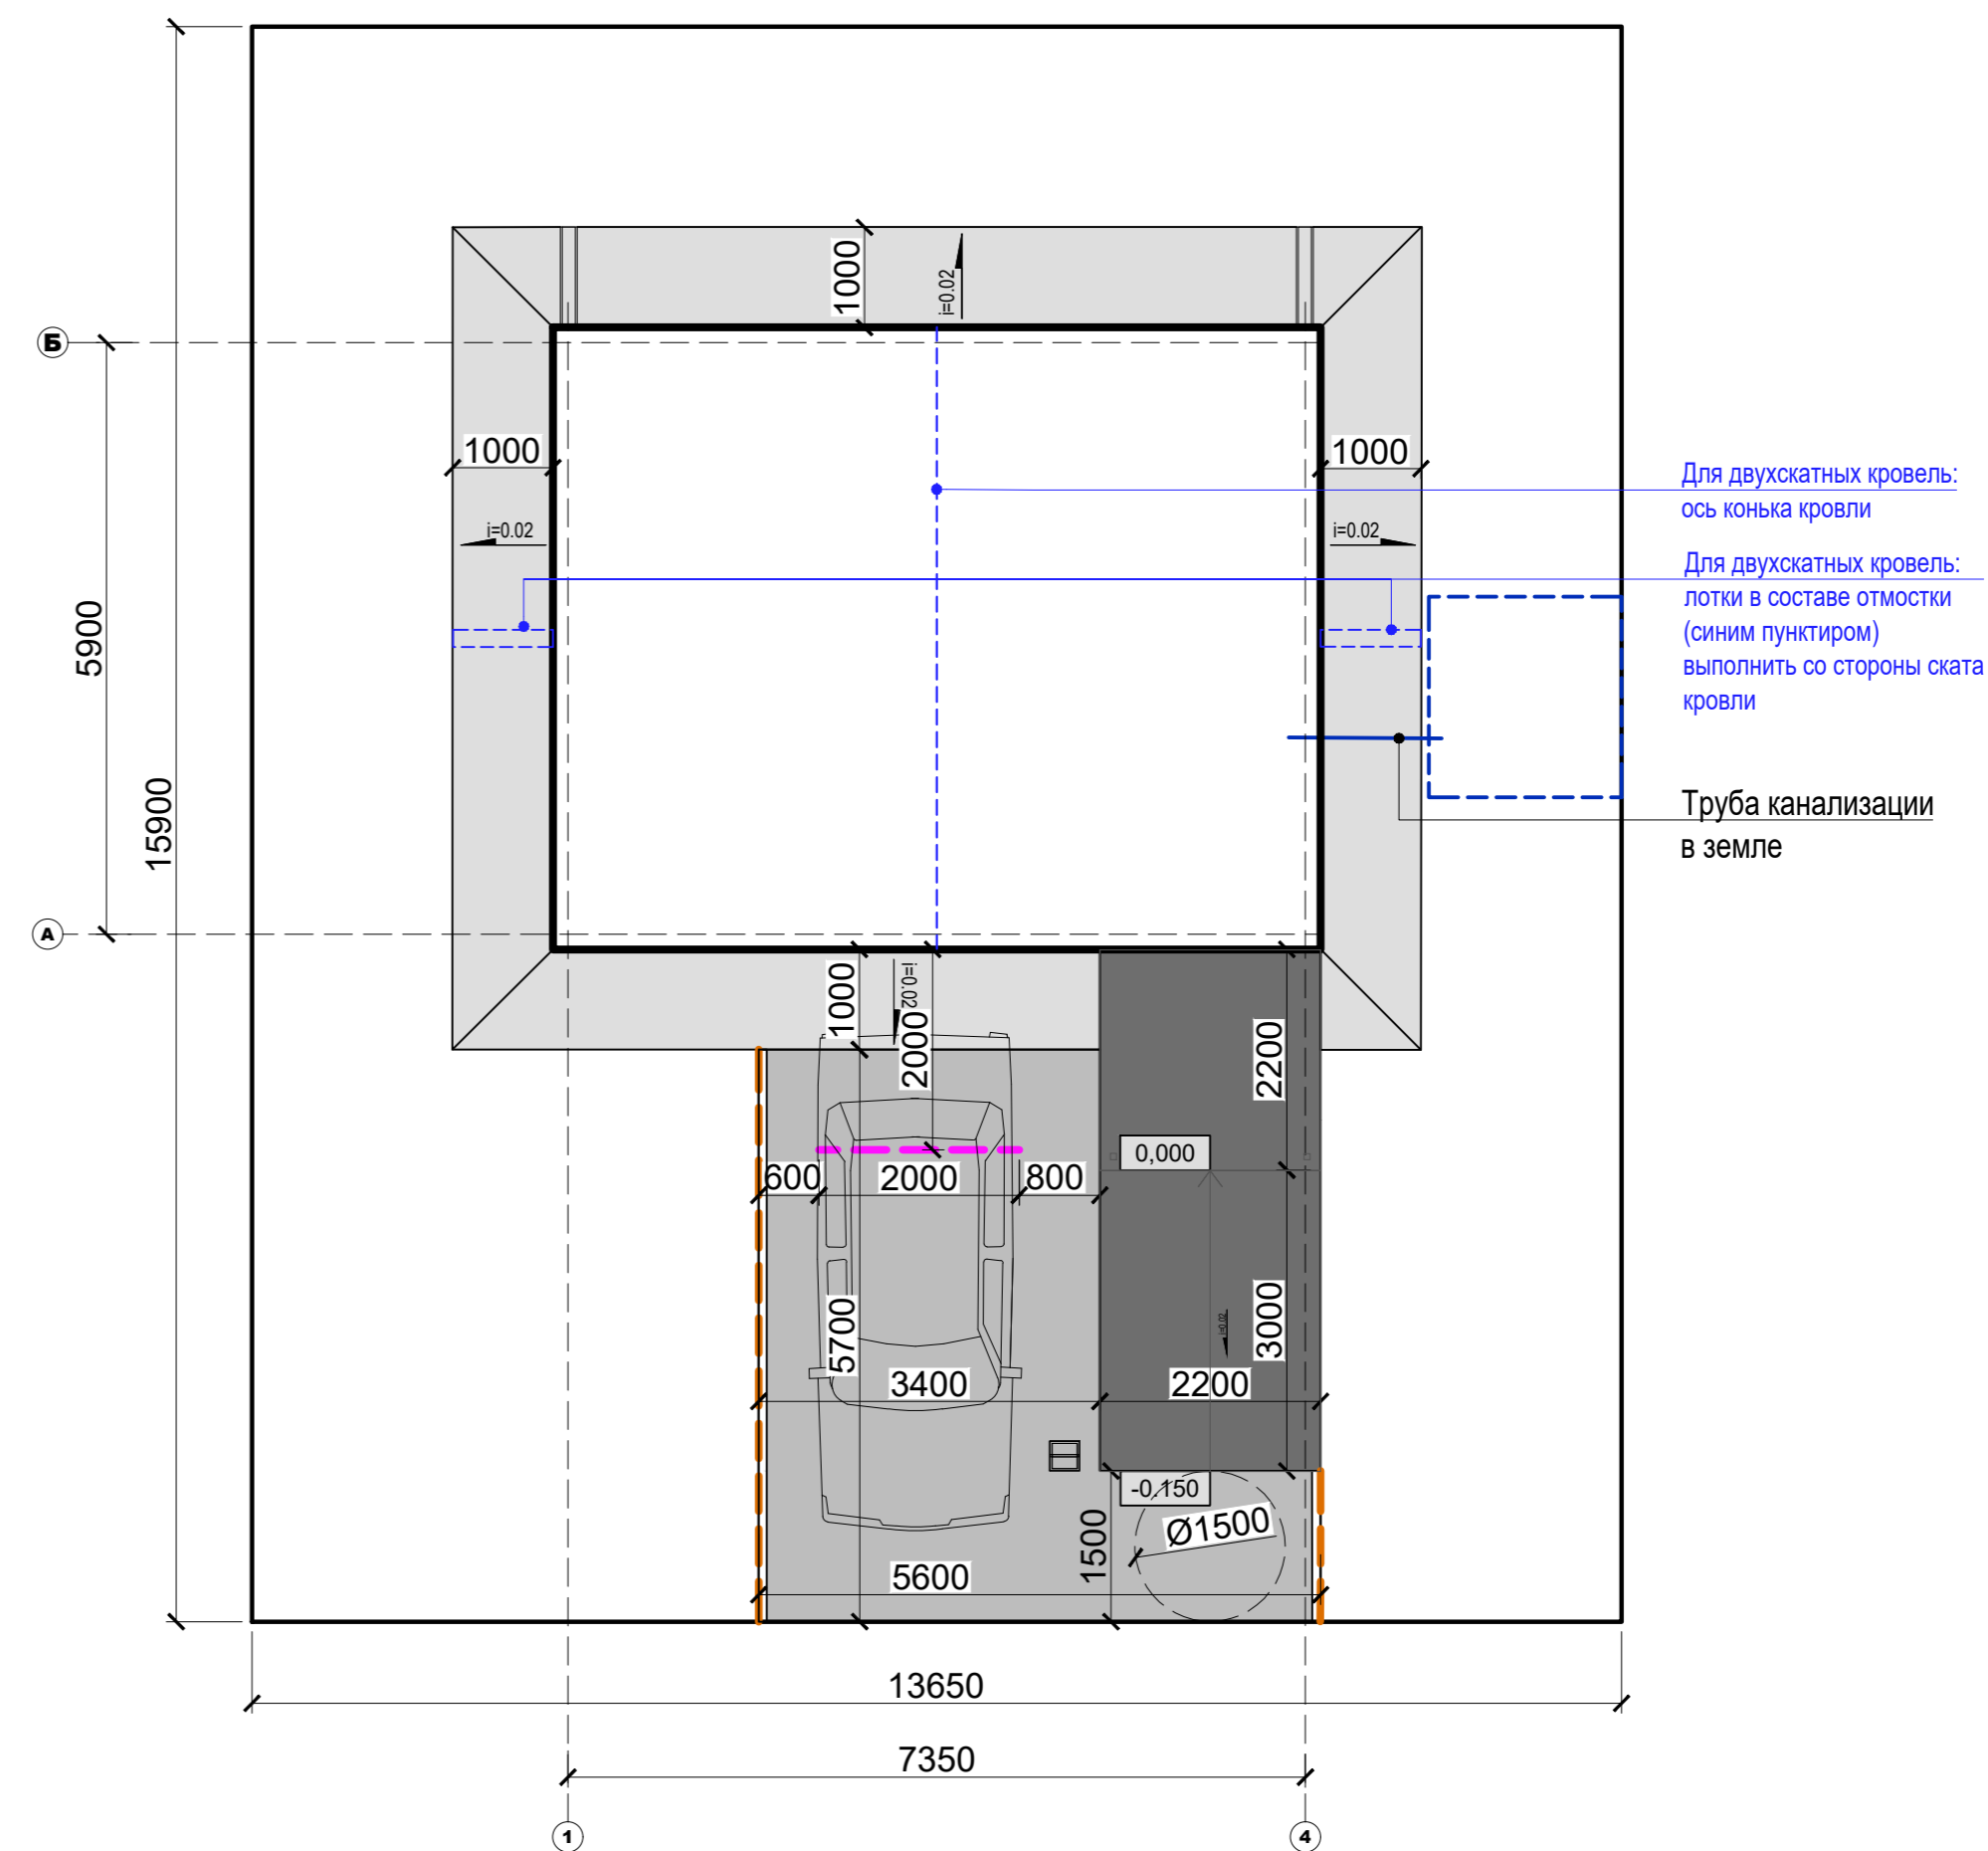 1000
i=0.02
Б
1000
1000
Для двухскатных кровель:
ось конька кровли
i=0.02
i=0.02
Для двухскатных кровель:
лотки в составе отмостки
(синим пунктиром)
выполнить со стороны ската
кровли
5900
15900
Труба канализации
в земле
А
1000
i=0.02
2000
2200
0,000
600
2000
800
5700
3000
i=0.02
3400
2200
-0.150
1500
Ø1500
5600
13650
7350
1
4